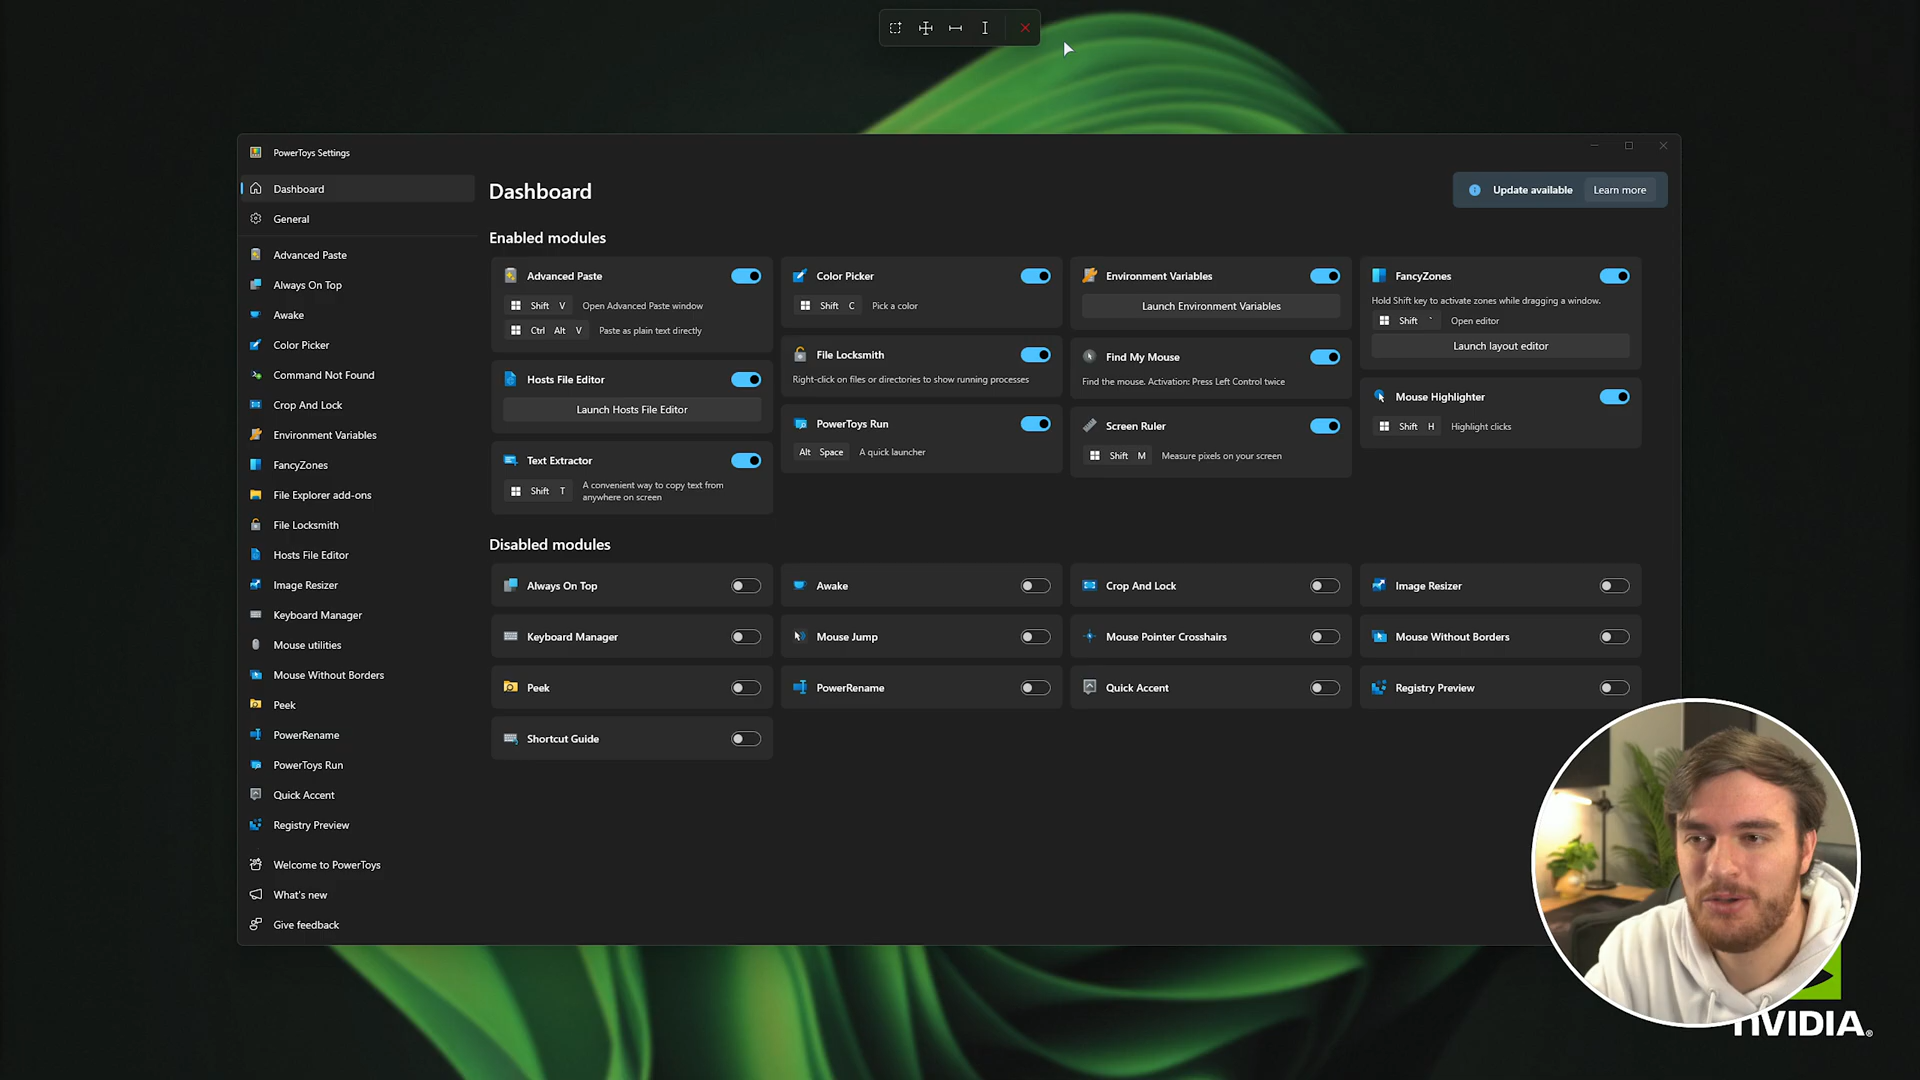 PowerToys Settings
Dashboard
General
Advanced Paste
Always On Top
Awake
Color Picker
Command Not Found
Crop And Lock
Environment Variables
FancyZones
File Explorer add-ons
File Locksmith
Hosts File Editor
Image Resizer
Keyboard Manager
Mouse utilities
Mouse Without Borders
Peek
PowerRename
PowerToys Run
Quick Accent
Registry Preview
Welcome to PowerToys
What's new
Give feedback
Dashboard
Update available Learn more
Enabled modules
Advanced Paste
Shift V Open Advanced Paste window
Ctrl Alt V Paste as plain text directly
Hosts File Editor
Launch Hosts File Editor
Text Extractor
Shift T A convenient way to copy text from
anywhere on screen
Color Picker
Shift C Pick a color
File Locksmith
Right-click on files or directories to show running processes
PowerToys Run
Alt Space A quick launcher
Environment Variables
Launch Environment Variables
Find My Mouse
Find the mouse. Activation: Press Left Control twice
Screen Ruler
Shift M Measure pixels on your screen
FancyZones
Hold Shift key to activate zones while dragging a window.
Shift ` Open editor
Launch layout editor
Mouse Highlighter
Shift H Highlight clicks
Disabled modules
Always On Top
Awake
Crop And Lock
Image Resizer
Keyboard Manager
Mouse Jump
Mouse Pointer Crosshairs
Mouse Without Borders
Peek
PowerRename
Quick Accent
Registry Preview
Shortcut Guide
nVIDIA®